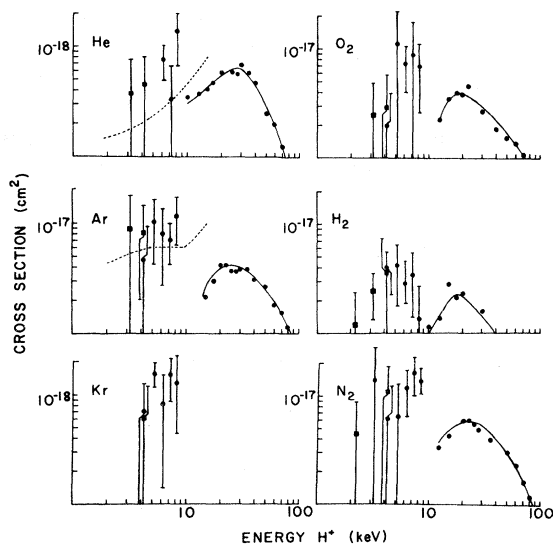 He
O2
10^-18
10^-17
Ar
H2
10^-17
10^-17
Kr
N2
10^-18
10^-17
CROSS SECTION (cm²)
10 100
10 100
ENERGY H⁺ (keV)